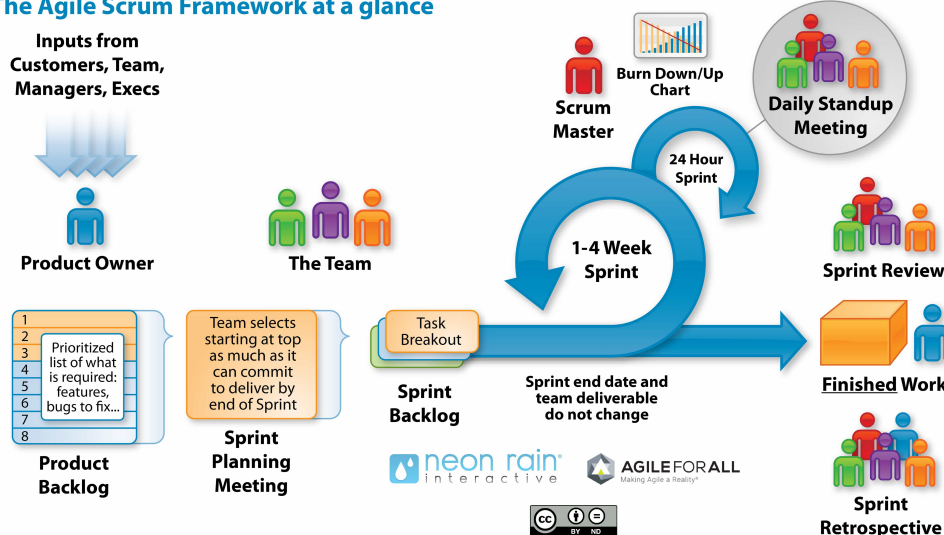 The Agile Scrum Framework at a glance
Inputs from
Customers, Team,
Managers, Execs
Product Owner
The Team
Scrum
Master
Burn Down/Up
Chart
Daily Standup
Meeting
24 Hour
Sprint
1-4 Week
Sprint
Sprint Review
1
2
3
4
5
6
7
8
Prioritized
list of what
is required:
features,
bugs to fix...
Product
Backlog
Team selects
starting at top
as much as it
can commit
to deliver by
end of Sprint
Sprint
Planning
Meeting
Task
Breakout
Sprint
Backlog
Sprint end date and
team deliverable
do not change
Finished Work
Sprint
Retrospective
neon rain®
interactive
AGILE FOR ALL
Making Agile a Reality®
cc
BY ND